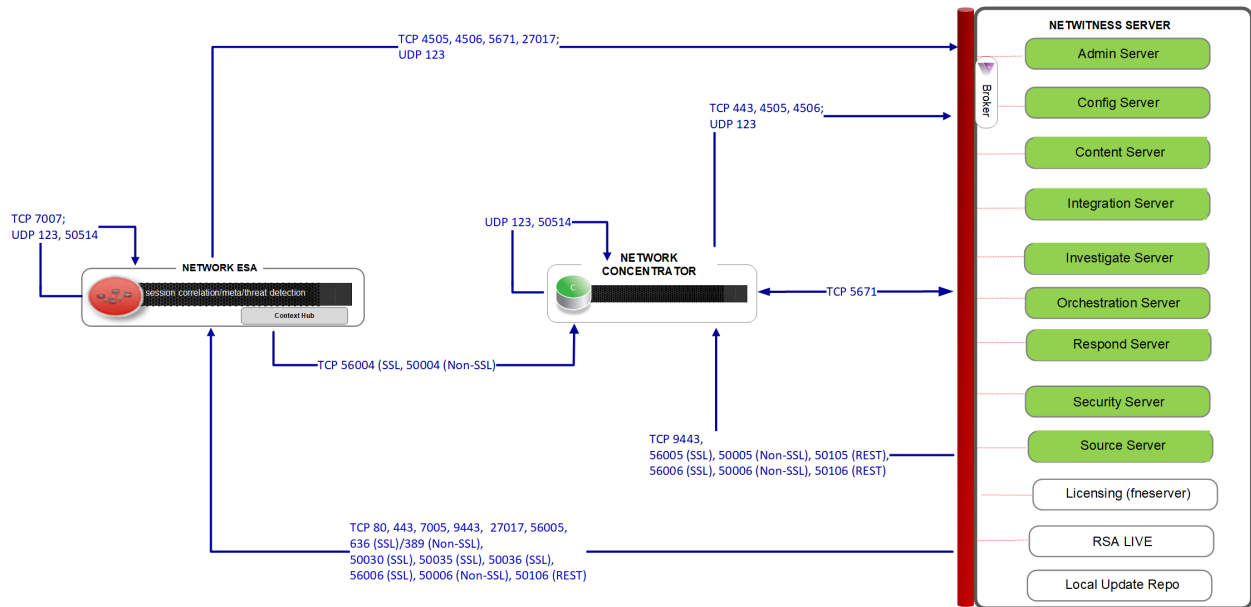 TCP 4505, 4506, 5671, 27017;
UDP 123
NETWITNESS SERVER
Admin Server
Broker
Config Server
TCP 443, 4505, 4506;
UDP 123
Content Server
Integration Server
TCP 7007;
UDP 123, 50514
UDP 123, 50514
NETWORK ESA
session correlation/meta/threat detection
Context Hub
NETWORK
CONCENTRATOR
C
Investigate Server
TCP 5671
Orchestration Server
Respond Server
TCP 56004 (SSL, 50004 (Non-SSL)
Security Server
TCP 9443,
56005 (SSL), 50005 (Non-SSL), 50105 (REST),
56006 (SSL), 50006 (Non-SSL), 50106 (REST)
Source Server
Licensing (fneserver)
TCP 80, 443, 7005, 9443, 27017, 56005,
636 (SSL)/389 (Non-SSL),
50030 (SSL), 50035 (SSL), 50036 (SSL),
56006 (SSL), 50006 (Non-SSL), 50106 (REST)
RSA LIVE
Local Update Repo